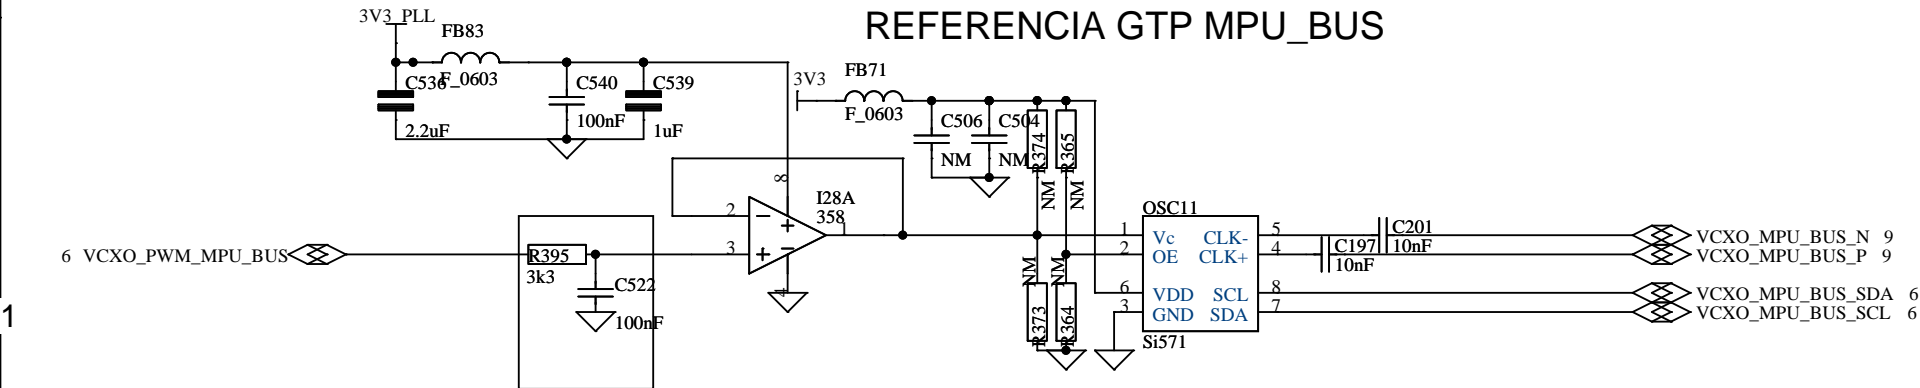 REFERENCIA GTP MPU_BUS
3V3_PLL
FB83
F_0603
C536
2.2uF
C540
100nF
C539
1uF
3V3
FB71
F_0603
C506
NM
C504
NM
R374
NM
R365
NM
8
I28A
358
2
3
1
4
6 VCXO_PWM_MPU_BUS
R395
3k3
C522
100nF
NM
R373
NM
R364
OSC11
1 Vc CLK- 5
2 OE CLK+ 4
6 VDD SCL 8
3 GND SDA 7
Si571
C201
10nF
C197
10nF
VCXO_MPU_BUS_N 9
VCXO_MPU_BUS_P 9
VCXO_MPU_BUS_SDA 6
VCXO_MPU_BUS_SCL 6
1